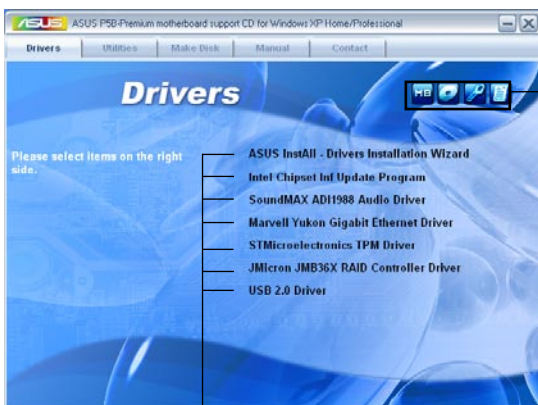 ASUS ASUS P5B-Premium motherboard support CD for Windows XP Home/Professional
Drivers Utilities Make Disk Manual Contact
Drivers
MB
Please select items on the right
side.
ASUS InstAll - Drivers Installation Wizard
Intel Chipset Inf Update Program
SoundMAX ADI1988 Audio Driver
Marvell Yukon Gigabit Ethernet Driver
STMicroelectronics TPM Driver
JMicron JMB36X RAID Controller Driver
USB 2.0 Driver